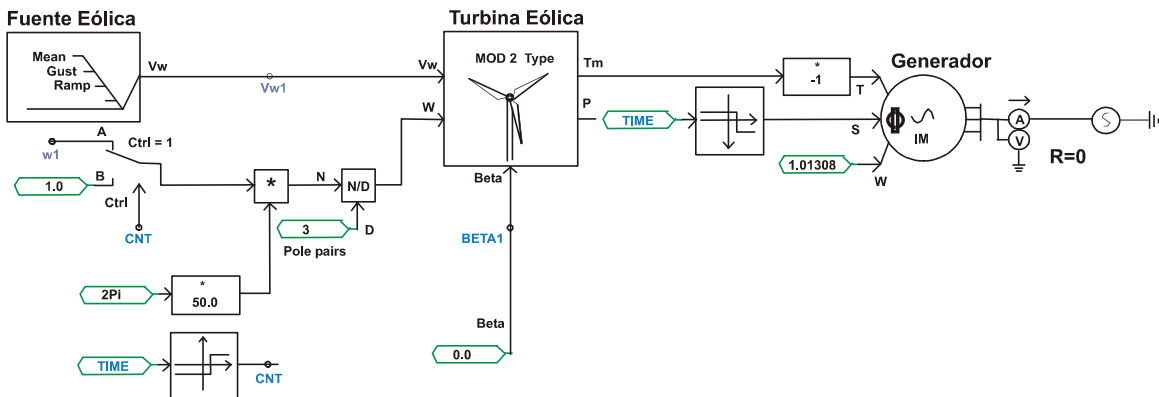 Fuente Eólica
Turbina Eólica
Generador
Mean
Gust
Ramp
Vw
Vw1
Vw
W
MOD 2 Type
Tm
P
Beta
*
-1
T
TIME
S
IM
A
V
S
R=0
1.01308
W
A
w1
Ctrl = 1
B
1.0
Ctrl
CNT
*
N
N/D
3
D
Pole pairs
BETA1
2Pi
*
50.0
Beta
0.0
TIME
CNT